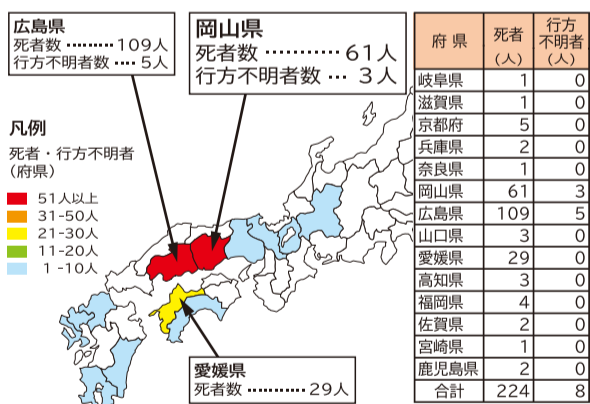 広島県
死者数 ‥‥‥‥ 109人
行方不明者数 ‥‥ 5人
岡山県
死者数 ‥‥‥‥‥‥ 61人
行方不明者数 ‥ 3人
凡例
死者・行方不明者
(府県)
51人以上
31-50人
21-30人
11-20人
1-10人
愛媛県
死者数 ‥‥‥‥‥ 29人
府県 死者(人) 行方不明者(人)
岐阜県 1 0
滋賀県 1 0
京都府 5 0
兵庫県 2 0
奈良県 1 0
岡山県 61 3
広島県 109 5
山口県 3 0
愛媛県 29 0
高知県 3 0
福岡県 4 0
佐賀県 2 0
宮崎県 1 0
鹿児島県 2 0
合計 224 8